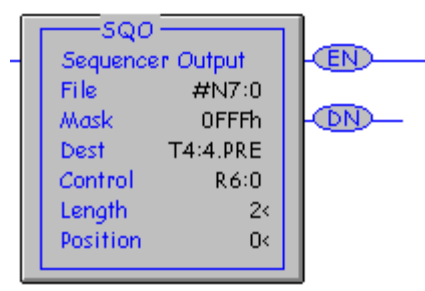 SQO
Sequencer Output
EN
File #N7:0
Mask 0FFFh
DN
Dest T4:4.PRE
Control R6:0
Length 2<
Position 0<